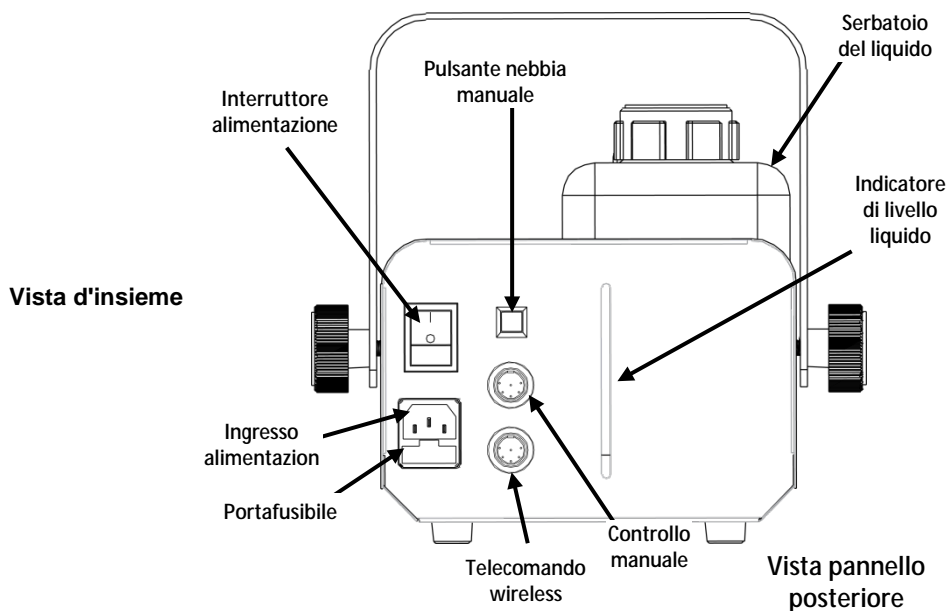 Serbatoio
del liquido
Pulsante nebbia
manuale
Interruttore
alimentazione
Indicatore
di livello
liquido
Vista d'insieme
Ingresso
alimentazion
Portafusibile
Controllo
manuale
Telecomando
wireless
Vista pannello
posteriore